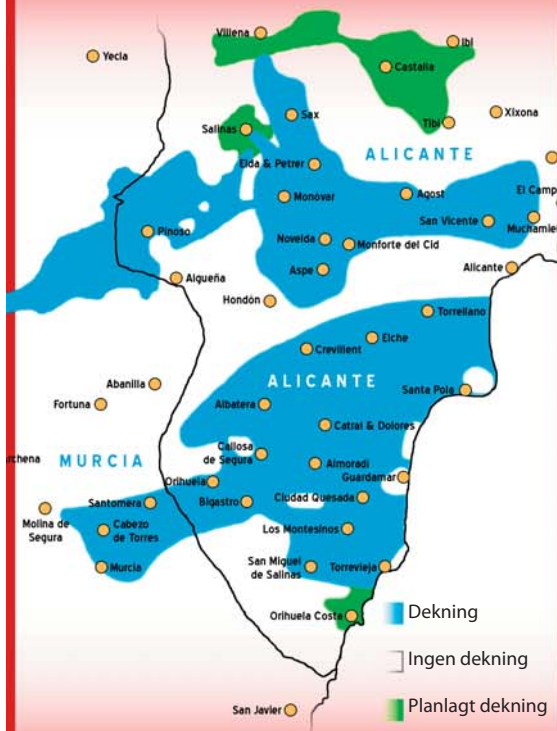 Villena
Ibi
Yecla
Castalla
Sax
Xixona
Salinas
Tibi
ALICANTE
Elda & Petrer
Monóvar
Agost
El Camp
San Vicente
Muchamiel
Pinoso
Novelda
Monforte del Cid
Aspe
Alicante
Algueña
Hondón
Torrellano
Elche
Crevillent
ALICANTE
Abanilla
Santa Pola
Fortuna
Albatera
Catral & Dolores
Callosa
de Segura
rchena
MURCIA
Almoradí
Guardamar
Orihuela
Santomera
Bigastro
Ciudad Quesada
Molina de
Segura
Cabezo
de Torres
Los Montesinos
Murcia
San Miguel
de Salinas
Torrevieja
Orihuela Costa
San Javier
Dekning
Ingen dekning
Planlagt dekning